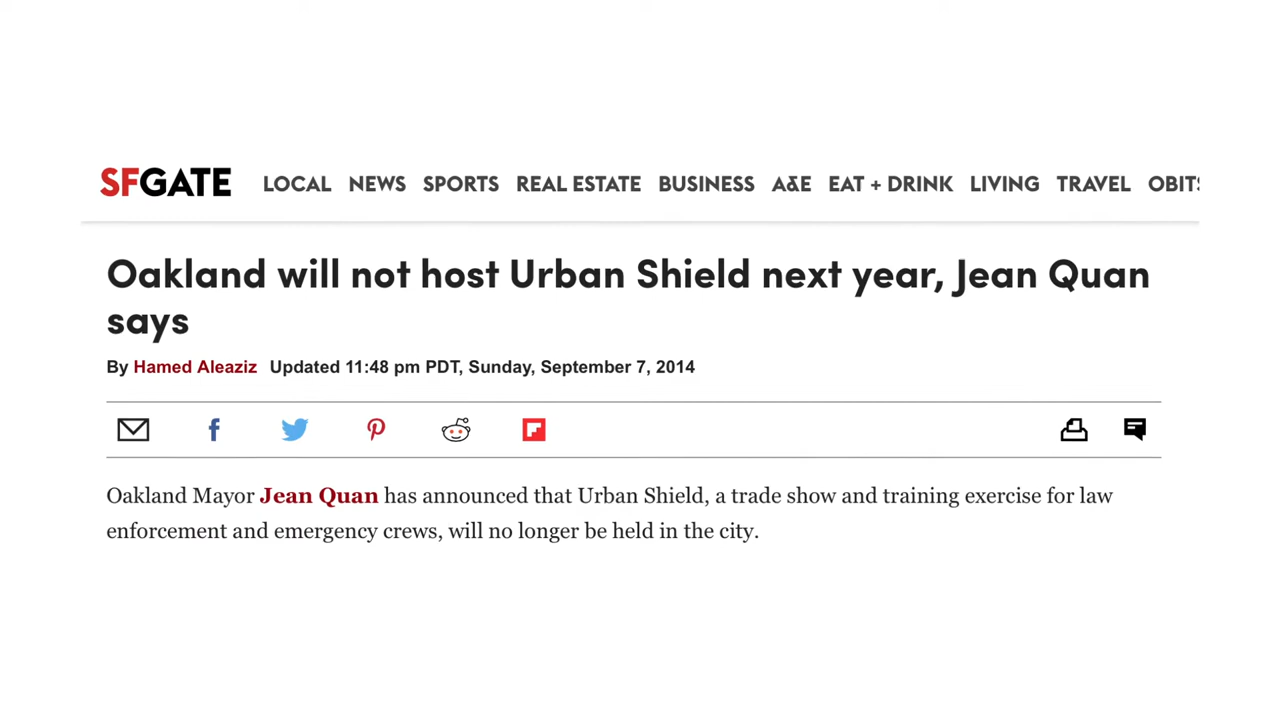 SFGATE LOCAL NEWS SPORTS REAL ESTATE BUSINESS A&E EAT + DRINK LIVING TRAVEL OBITS
Oakland will not host Urban Shield next year, Jean Quan
says
By Hamed Aleaziz Updated 11:48 pm PDT, Sunday, September 7, 2014
Oakland Mayor Jean Quan has announced that Urban Shield, a trade show and training exercise for law
enforcement and emergency crews, will no longer be held in the city.